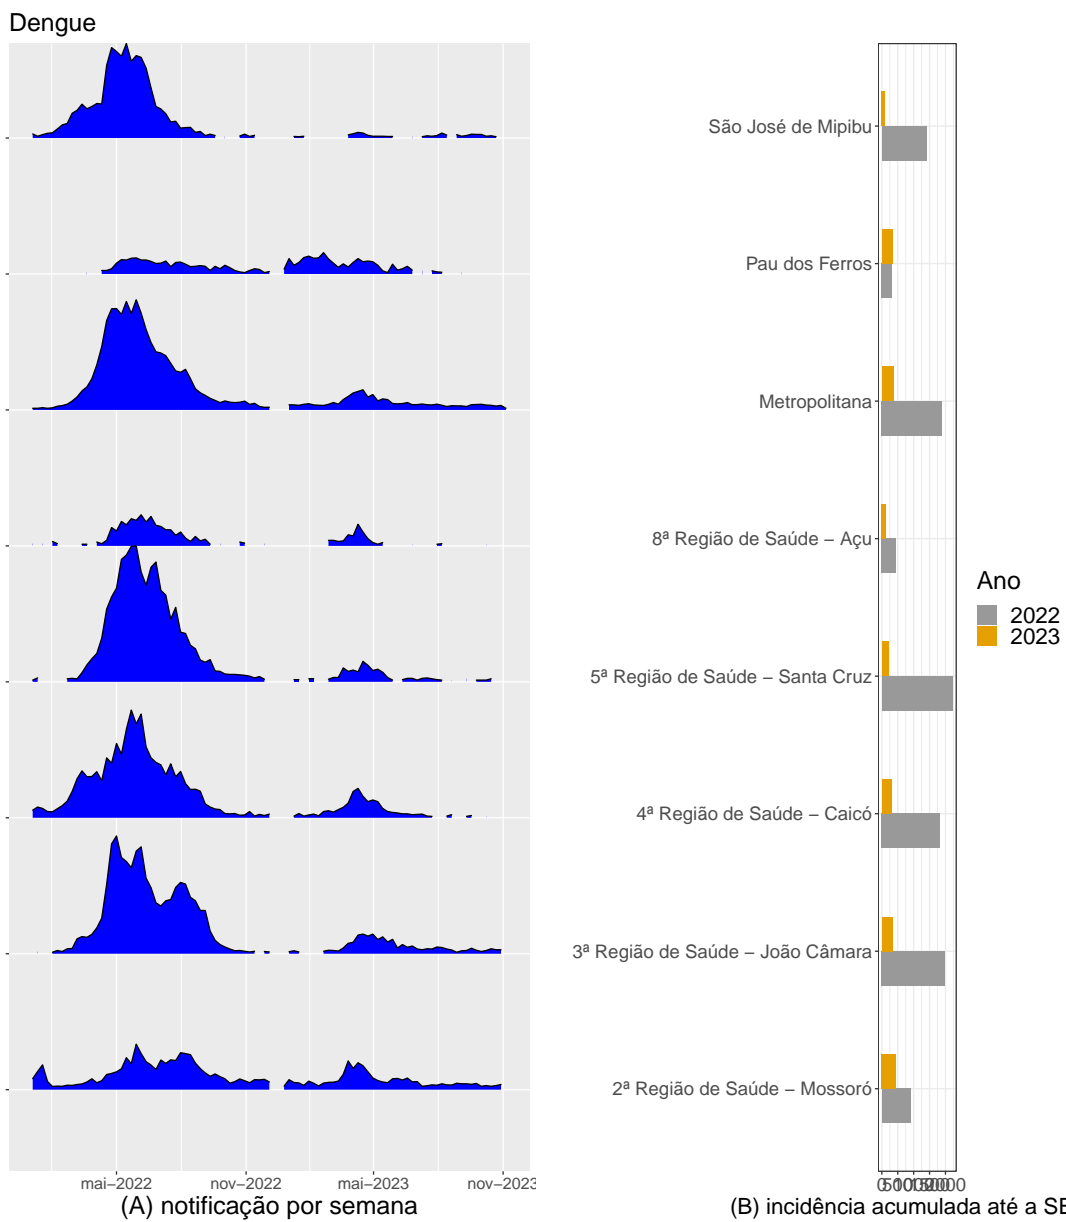 Dengue
São José de Mipibu
Pau dos Ferros
Metropolitana
8ª Região de Saúde – Açu
5ª Região de Saúde – Santa Cruz
4ª Região de Saúde – Caicó
3ª Região de Saúde – João Câmara
2ª Região de Saúde – Mossoró
Ano
2022
2023
mai–2022 nov–2022 mai–2023 nov–2023
(A) notificação por semana
(B) incidência acumulada até a SE